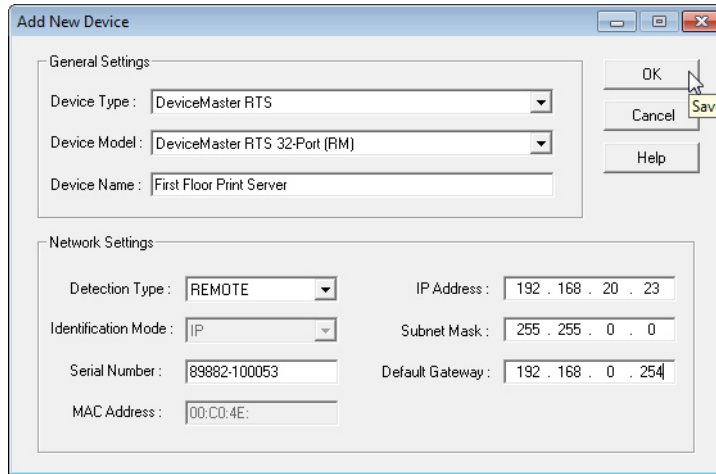 Add New Device
General Settings
Device Type : DeviceMaster RTS
Device Model : DeviceMaster RTS 32-Port (RM)
Device Name : First Floor Print Server
OK
Sav
Cancel
Help
Network Settings
Detection Type : REMOTE
Identification Mode : IP
Serial Number : 89882-100053
MAC Address : 00:C0:4E:
IP Address : 192 . 168 . 20 . 23
Subnet Mask : 255 . 255 . 0 . 0
Default Gateway : 192 . 168 . 0 . 254